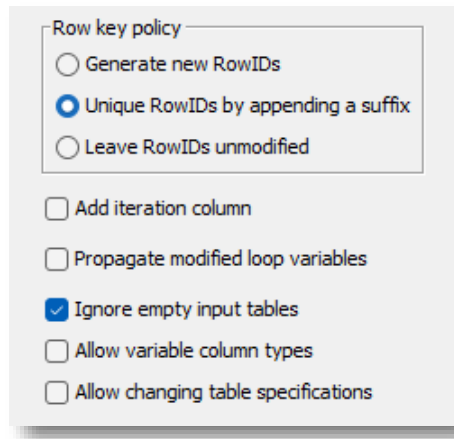 Row key policy
Generate new RowIDs
Unique RowIDs by appending a suffix
Leave RowIDs unmodified
Add iteration column
Propagate modified loop variables
Ignore empty input tables
Allow variable column types
Allow changing table specifications